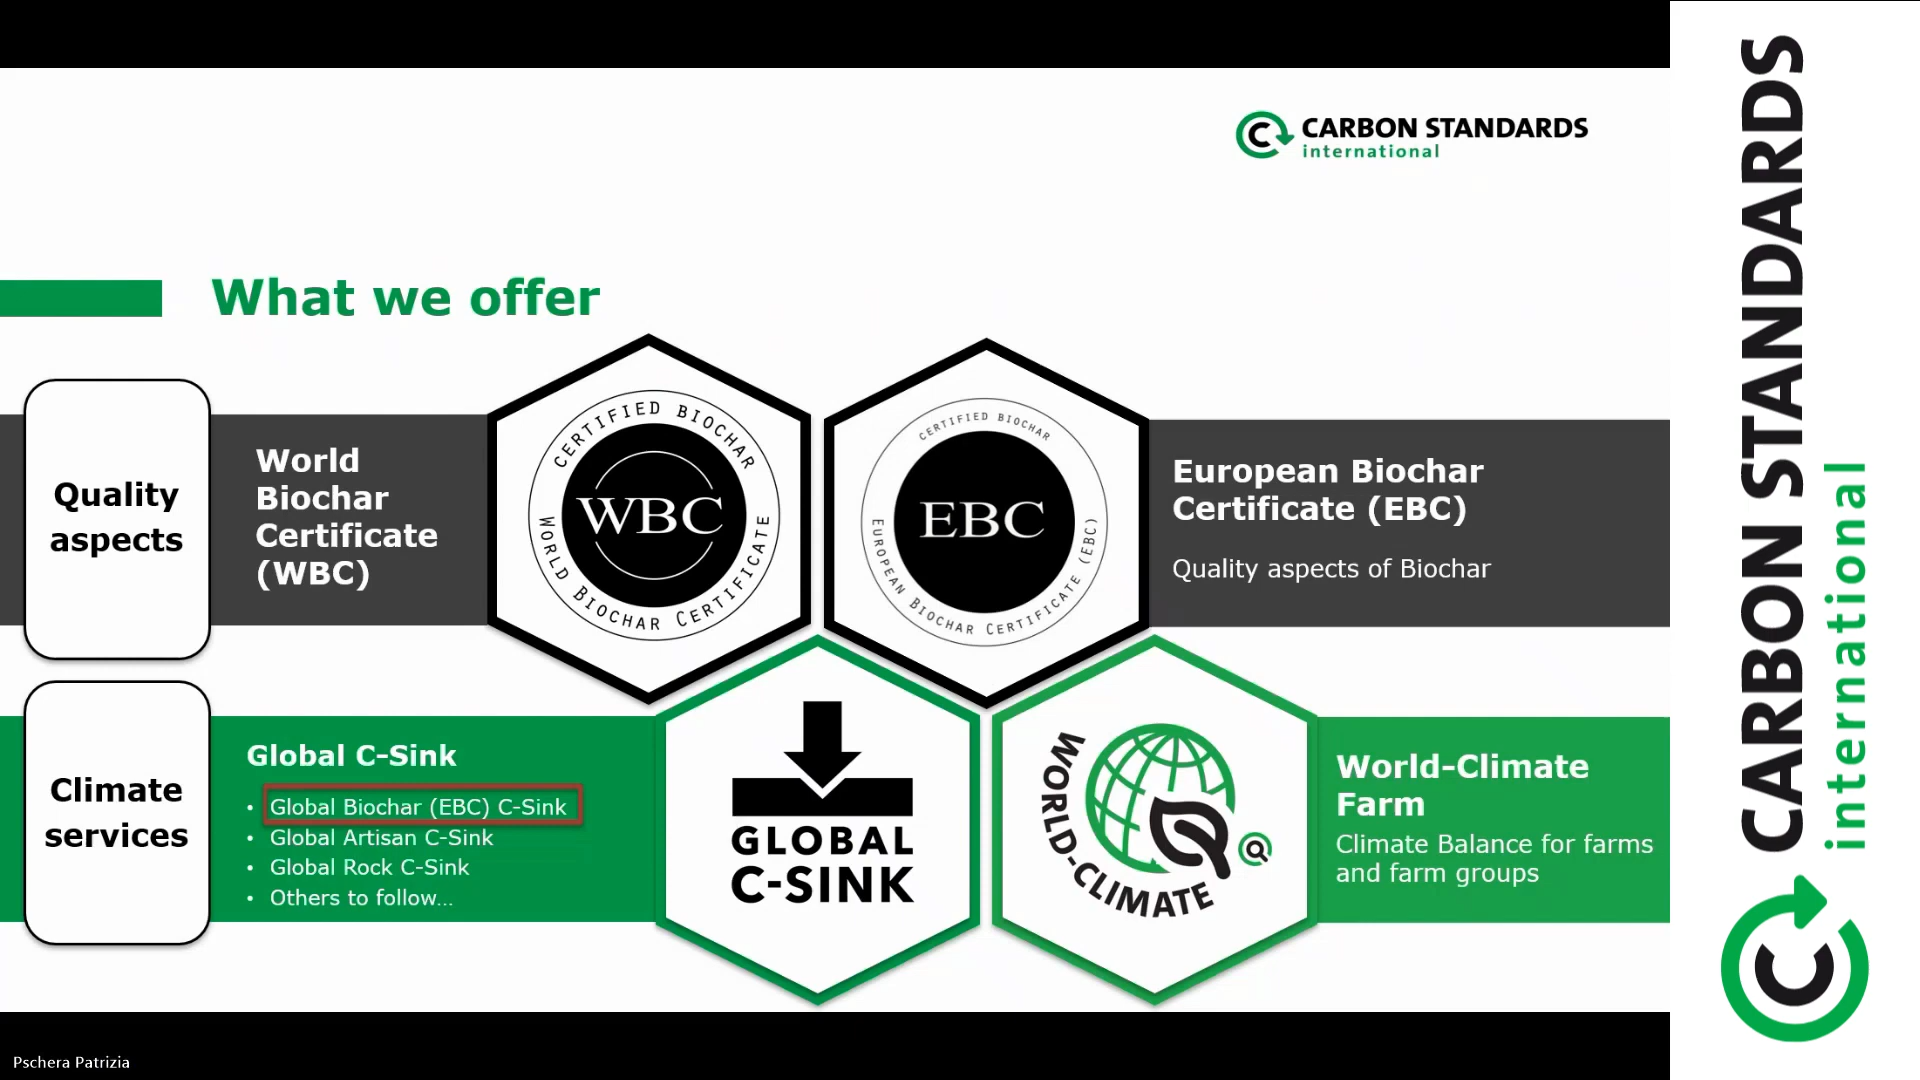 CARBON STANDARDS
international
What we offer
Quality
aspects
World
Biochar
Certificate
(WBC)
CERTIFIED BIOCHAR
WBC
WORLD BIOCHAR CERTIFICATE
CERTIFIED BIOCHAR
EBC
EUROPEAN BIOCHAR CERTIFICATE (EBC)
European Biochar
Certificate (EBC)
Quality aspects of Biochar
Climate
services
Global C-Sink
• Global Biochar (EBC) C-Sink
• Global Artisan C-Sink
• Global Rock C-Sink
• Others to follow...
GLOBAL
C-SINK
WORLD-CLIMATE
World-Climate
Farm
Climate Balance for farms
and farm groups
CARBON STANDARDS
international
Pschera Patrizia